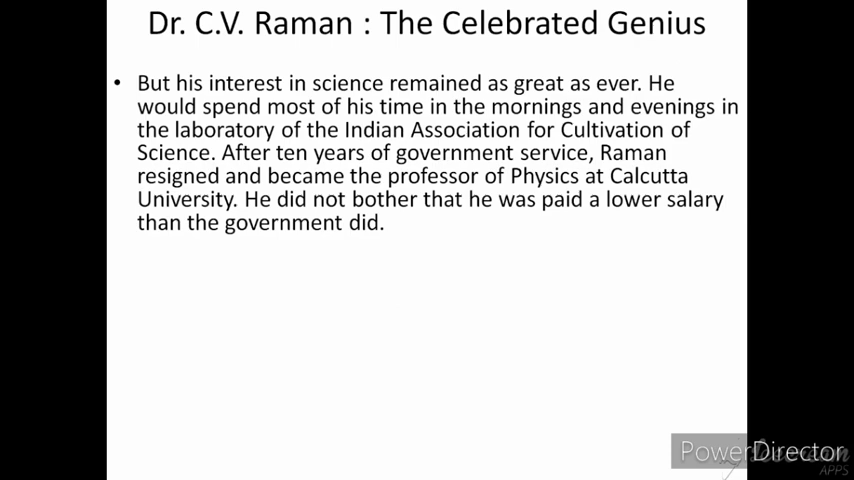 Dr. C.V. Raman : The Celebrated Genius
• But his interest in science remained as great as ever. He
would spend most of his time in the mornings and evenings in
the laboratory of the Indian Association for Cultivation of
Science. After ten years of government service, Raman
resigned and became the professor of Physics at Calcutta
University. He did not bother that he was paid a lower salary
than the government did.
PowerDirector
APPS